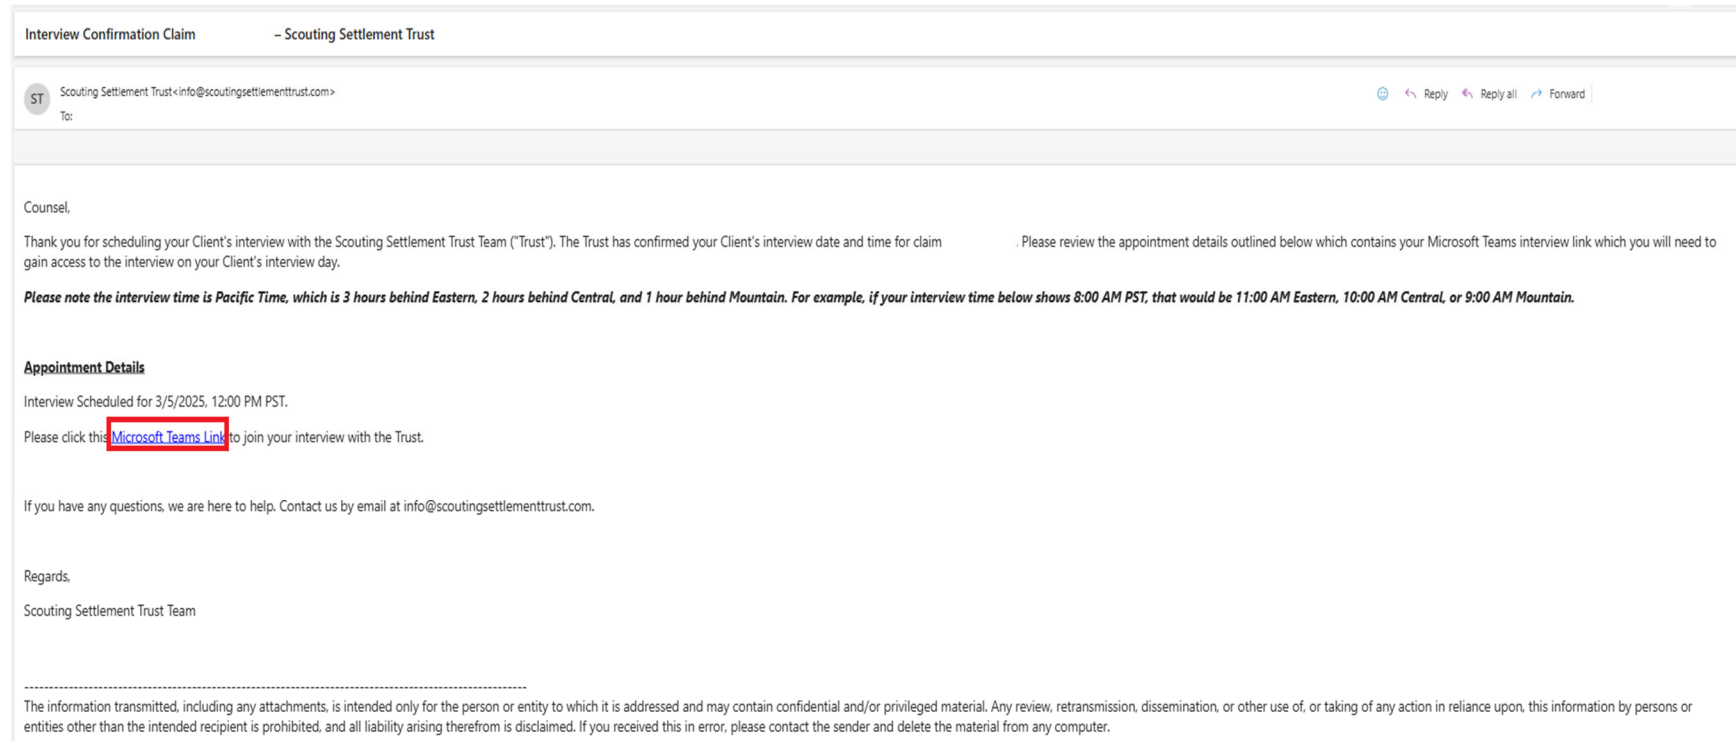 Interview Confirmation Claim – Scouting Settlement Trust
ST
Scouting Settlement Trust<info@scoutingsettlementtrust.com>
Reply Reply all Forward
To:
Counsel,
Thank you for scheduling your Client's interview with the Scouting Settlement Trust Team ("Trust"). The Trust has confirmed your Client's interview date and time for claim . Please review the appointment details outlined below which contains your Microsoft Teams interview link which you will need to
gain access to the interview on your Client's interview day.
Please note the interview time is Pacific Time, which is 3 hours behind Eastern, 2 hours behind Central, and 1 hour behind Mountain. For example, if your interview time below shows 8:00 AM PST, that would be 11:00 AM Eastern, 10:00 AM Central, or 9:00 AM Mountain.
Appointment Details
Interview Scheduled for 3/5/2025, 12:00 PM PST.
Please click this Microsoft Teams Link to join your interview with the Trust.
If you have any questions, we are here to help. Contact us by email at info@scoutingsettlementtrust.com.
Regards,
Scouting Settlement Trust Team
----------------------------------------------------------------------------------------------------
The information transmitted, including any attachments, is intended only for the person or entity to which it is addressed and may contain confidential and/or privileged material. Any review, retransmission, dissemination, or other use of, or taking of any action in reliance upon, this information by persons or
entities other than the intended recipient is prohibited, and all liability arising therefrom is disclaimed. If you received this in error, please contact the sender and delete the material from any computer.